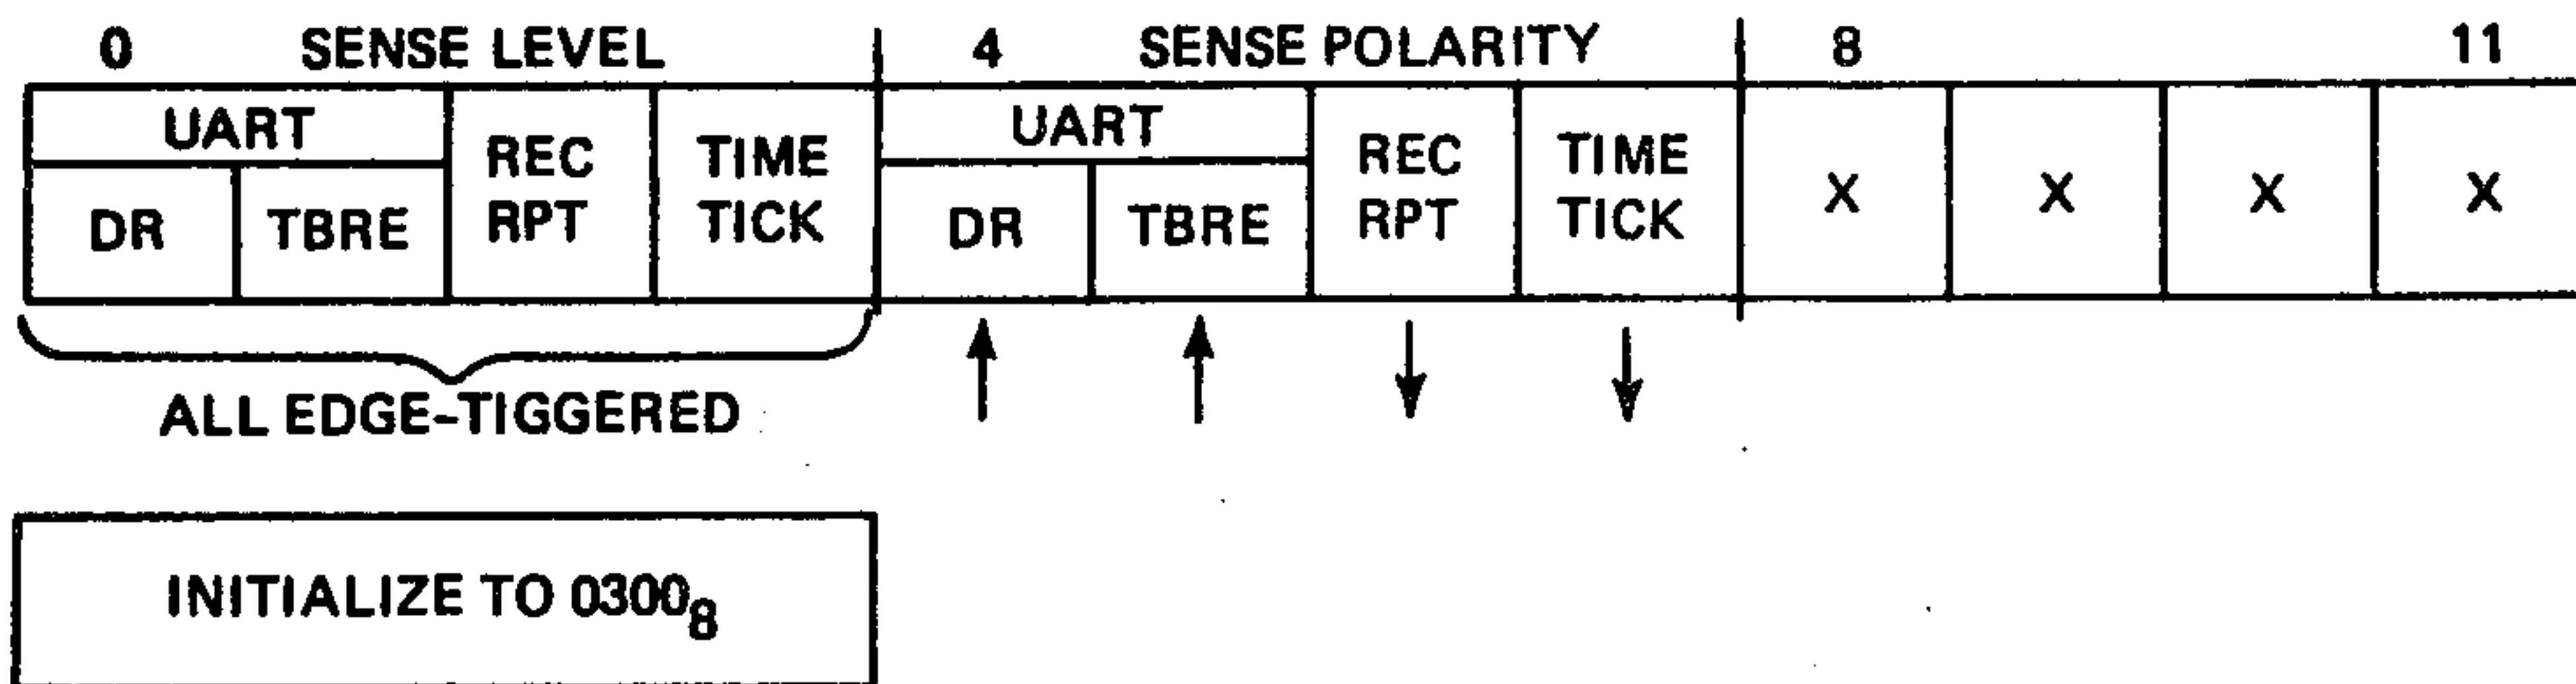 0 SENSE LEVEL 4 SENSE POLARITY 8 11
UART REC RPT TIME TICK UART REC RPT TIME TICK X X X X
DR TBRE DR TBRE
ALL EDGE-TIGGERED
INITIALIZE TO 0300₈